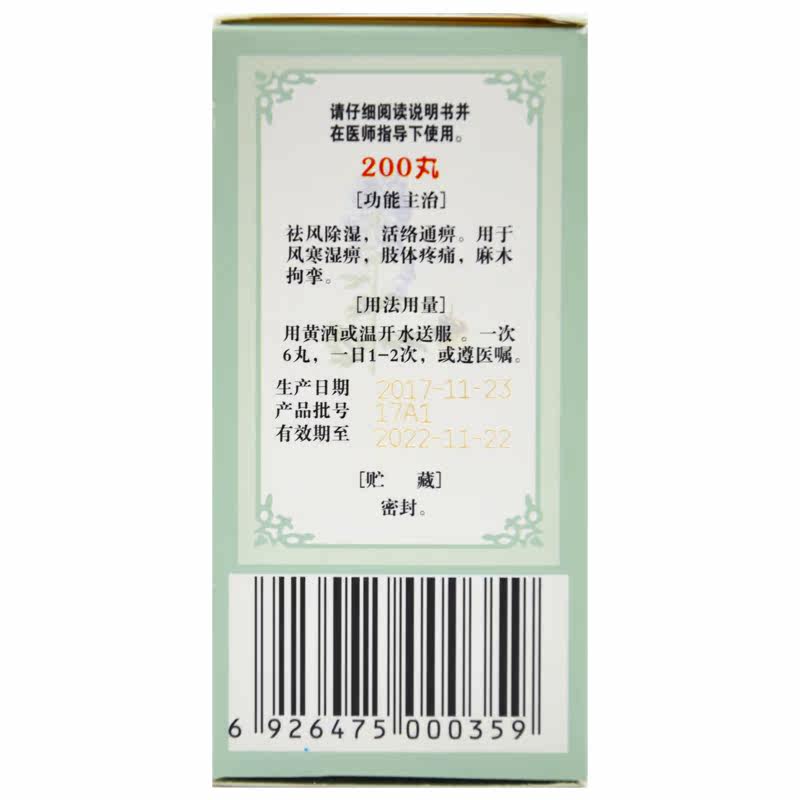 请仔细阅读说明书并
在医师指导下使用。
200丸
[功能主治]
祛风除湿，活络通痹。用于
风寒湿痹，肢体疼痛，麻木
拘挛。
[用法用量]
用黄酒或温开水送服。一次
6丸，一日1-2次，或遵医嘱。
生产日期 2017-11-23
产品批号 17A1
有效期至 2022-11-22
[贮 藏]
密封。
6 926475 000359